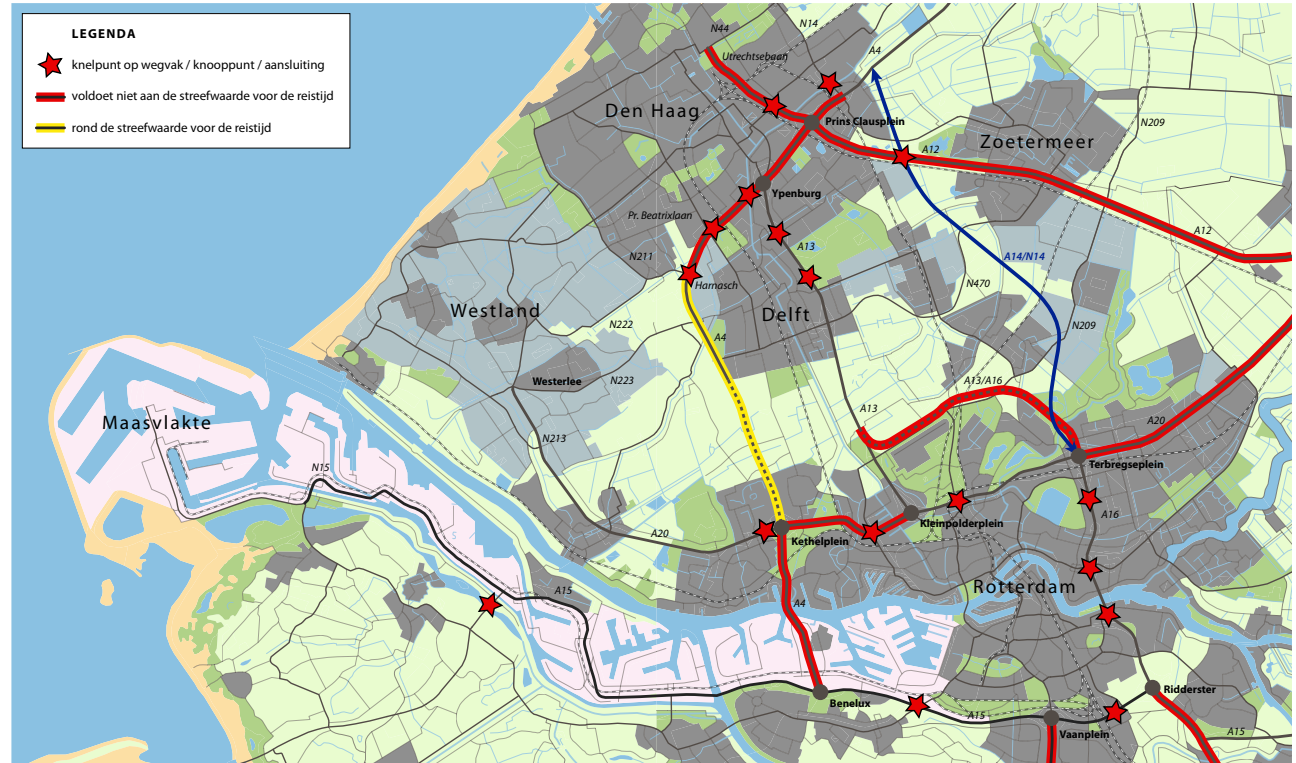 LEGENDA
knelpunt op wegvak / knooppunt / aansluiting
voldoet niet aan de streefwaarde voor de reistijd
rond de streefwaarde voor de reistijd
N44
N14
A4
Utrechtsebaan
Den Haag
Prins Clausplein
Zoetermeer
N209
A12
Ypenburg
Pr. Beatrixlaan
A13
A12
N211
A14/N14
Harnasch
N470
Westland
Delft
N222
N209
A4
Westerlee
N223
A13/A16
Maasvlakte
A13
A20
N213
Terbregseplein
N15
A16
Kleinpolderplein
A20
Kethelplein
Rotterdam
A15
A4
Ridderster
Benelux
A15
Vaanplein
A15